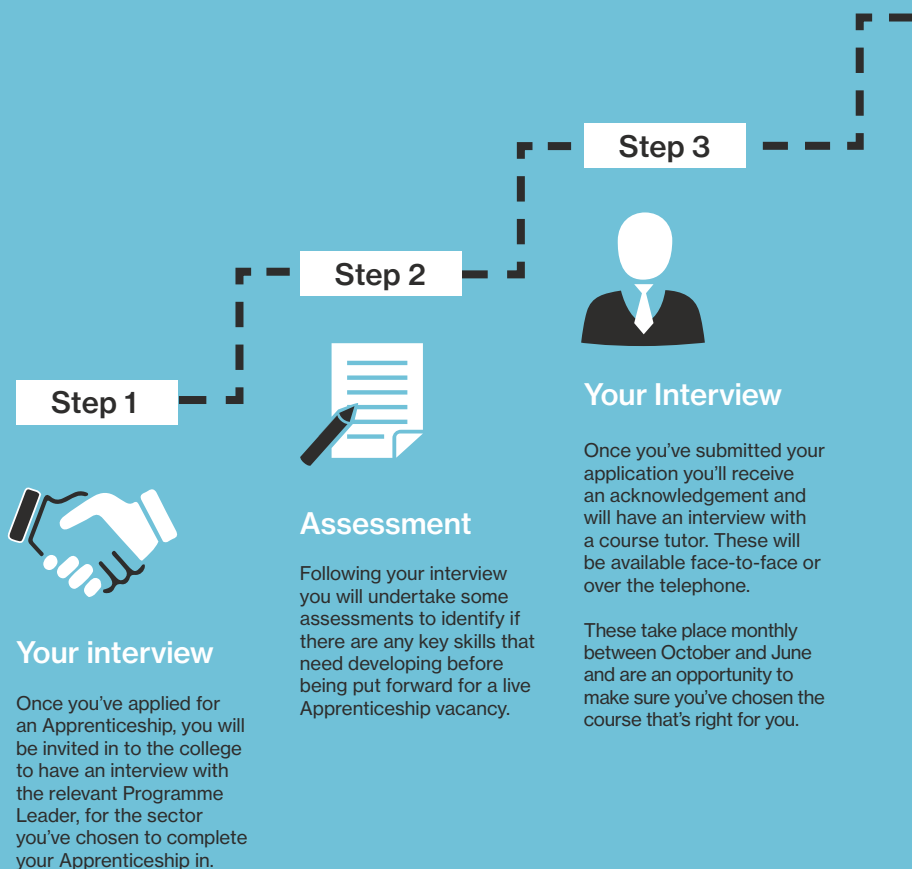 Step 1
Your interview
Once you've applied for
an Apprenticeship, you will
be invited in to the college
to have an interview with
the relevant Programme
Leader, for the sector
you've chosen to complete
your Apprenticeship in.
Step 2
Assessment
Following your interview
you will undertake some
assessments to identify if
there are any key skills that
need developing before
being put forward for a live
Apprenticeship vacancy.
Step 3
Your Interview
Once you've submitted your
application you'll receive
an acknowledgement and
will have an interview with
a course tutor. These will
be available face-to-face or
over the telephone.
These take place monthly
between October and June
and are an opportunity to
make sure you've chosen the
course that's right for you.